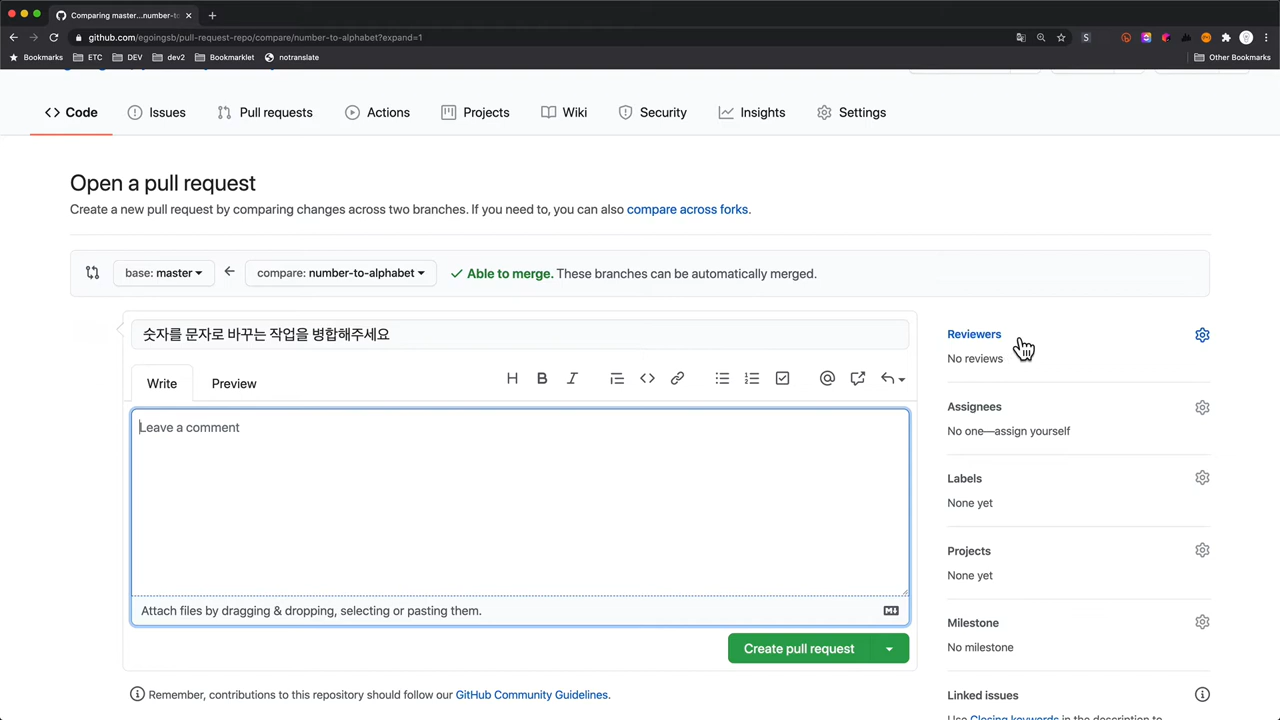 Comparing master...number-to-
github.com/egoingsb/pull-request-repo/compare/number-to-alphabet?expand=1
Bookmarks ETC DEV dev2 Bookmarklet notranslate Other Bookmarks
Code Issues Pull requests Actions Projects Wiki Security Insights Settings
Open a pull request
Create a new pull request by comparing changes across two branches. If you need to, you can also compare across forks.
base: master compare: number-to-alphabet Able to merge. These branches can be automatically merged.
숫자를 문자로 바꾸는 작업을 병합해주세요
Write Preview
Leave a comment
Attach files by dragging & dropping, selecting or pasting them.
Create pull request
Remember, contributions to this repository should follow our GitHub Community Guidelines.
Reviewers
No reviews
Assignees
No one—assign yourself
Labels
None yet
Projects
None yet
Milestone
No milestone
Linked issues
Use Closing keywords in the description to